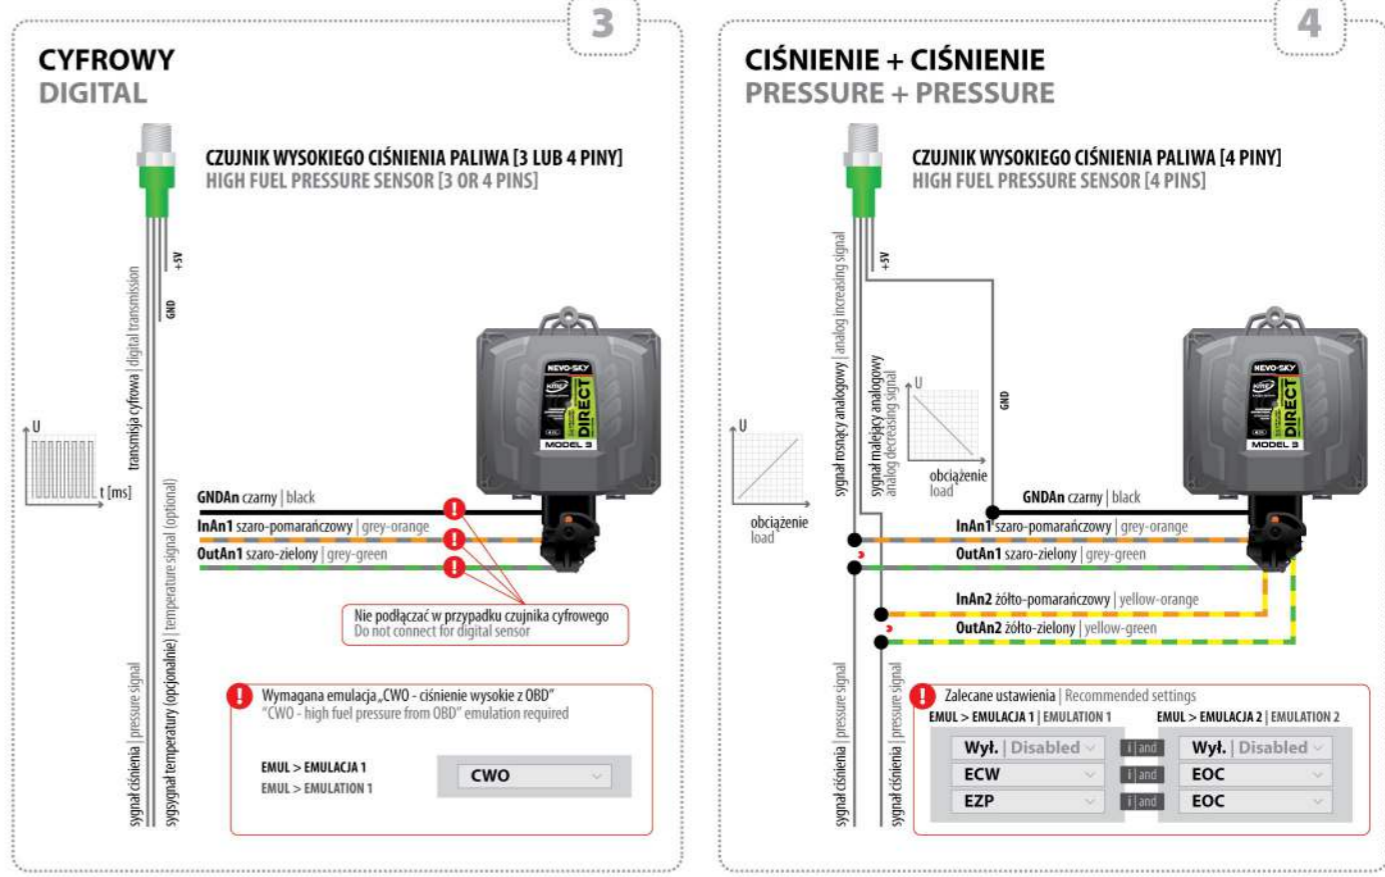 3
CYFROWY
DIGITAL
CZUJNIK WYSOKIEGO CIŚNIENIA PALIWA [3 LUB 4 PINY]
HIGH FUEL PRESSURE SENSOR [3 OR 4 PINS]
+5V
GND
transmisja cyfrowa | digital transmission
U
t [ms]
NEVO-SKY
DIRECT
MODEL 3
GNDAn czarny | black
InAn1 szaro-pomarańczowy | grey-orange
OutAn1 szaro-zielony | grey-green
!
!
!
Nie podłączać w przypadku czujnika cyfrowego
Do not connect for digital sensor
sygnał ciśnienia | pressure signal
sygsygnał temperatury (opcjonalnie) | temperature signal (optional)
!
Wymagana emulacja „CWO - ciśnienie wysokie z OBD”
"CWO - high fuel pressure from OBD" emulation required
EMUL > EMULACJA 1
EMUL > EMULATION 1
CWO
4
CIŚNIENIE + CIŚNIENIE
PRESSURE + PRESSURE
CZUJNIK WYSOKIEGO CIŚNIENIA PALIWA [4 PINY]
HIGH FUEL PRESSURE SENSOR [4 PINS]
+5V
GND
sygnał rosnący analogowy | analog increasing signal
sygnał malejący analogowy
analog decreasing signal
U
obciążenie
load
U
obciążenie
load
NEVO-SKY
DIRECT
MODEL 3
GNDAn czarny | black
InAn1 szaro-pomarańczowy | grey-orange
OutAn1 szaro-zielony | grey-green
InAn2 żółto-pomarańczowy | yellow-orange
OutAn2 żółto-zielony | yellow-green
sygnał ciśnienia | pressure signal
sygnał ciśnienia | pressure signal
!
Zalecane ustawienia | Recommended settings
EMUL > EMULACJA 1 | EMULATION 1
EMUL > EMULACJA 2 | EMULATION 2
Wył. | Disabled
i | and
Wył. | Disabled
ECW
i | and
EOC
EZP
i | and
EOC